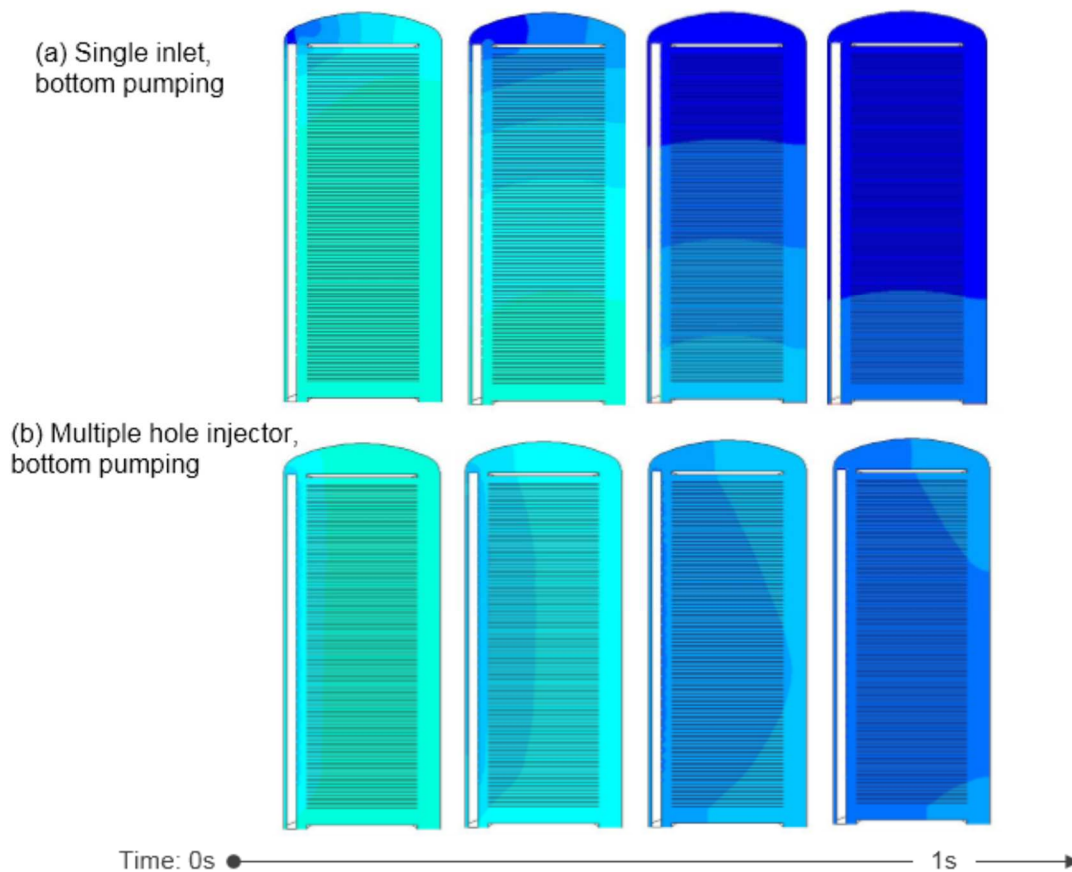 (a) Single inlet,
bottom pumping
(b) Multiple hole injector,
bottom pumping
Time: 0s
1s